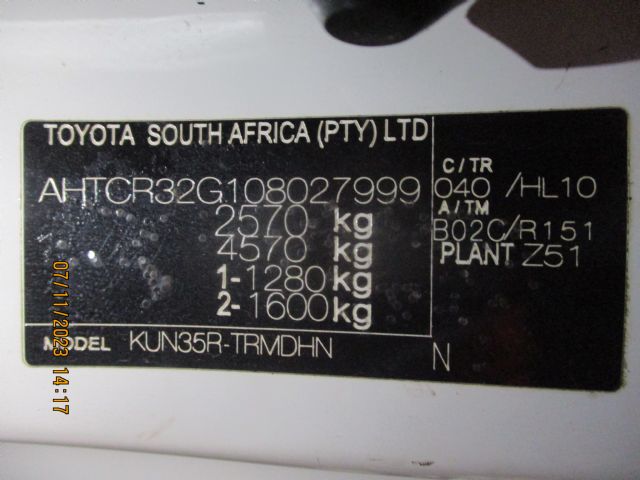 TOYOTA SOUTH AFRICA (PTY) LTD
AHTCR32G108027999
2570 kg
4570 kg
1-1280 kg
2-1600 kg
MODEL KUN35R-TRMDHN
C/TR
040 /HL10
A/TM
B02C/R151
PLANT Z51
N
07/11/2023 14:17